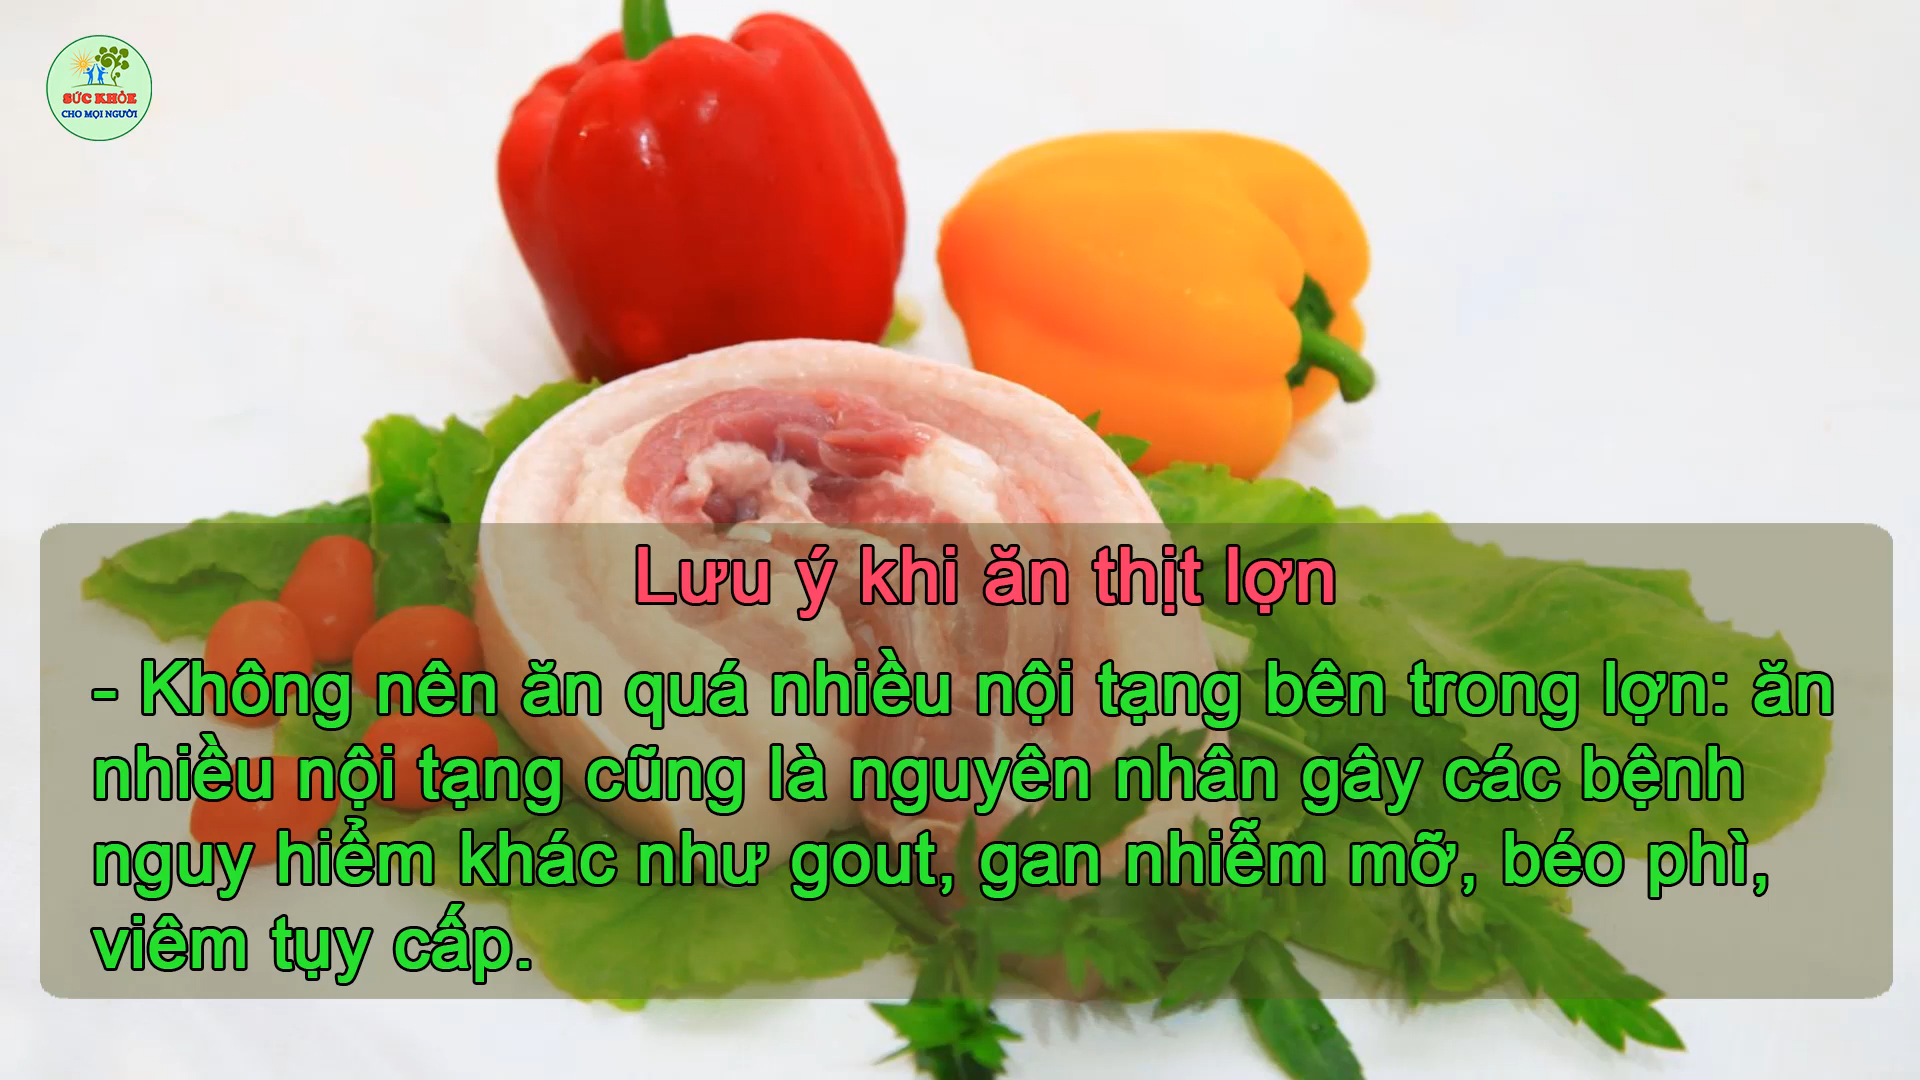 SỨC KHỎE
CHO MỌI NGƯỜI
Lưu ý khi ăn thịt lợn
- Không nên ăn quá nhiều nội tạng bên trong lợn: ăn
nhiều nội tạng cũng là nguyên nhân gây các bệnh
nguy hiểm khác như gout, gan nhiễm mỡ, béo phì,
viêm tụy cấp.